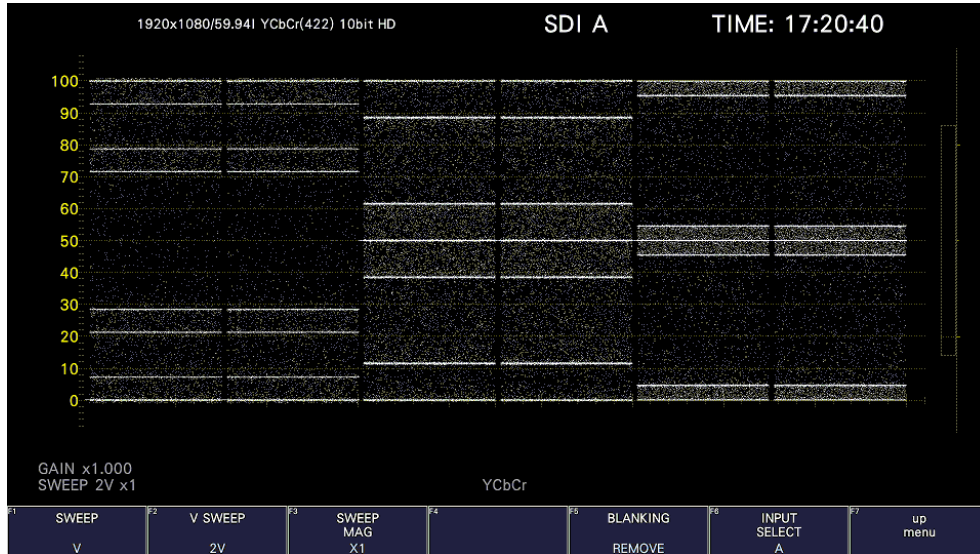 1920x1080/59.94I YCbCr(422) 10bit HD
SDI A
TIME: 17:20:40
100
90
80
70
60
50
40
30
20
10
0
GAIN x1.000
SWEEP 2V x1
YCbCr
F1 SWEEP V
F2 V SWEEP 2V
F3 SWEEP MAG X1
F4
F5 BLANKING REMOVE
F6 INPUT SELECT A
F7 up menu